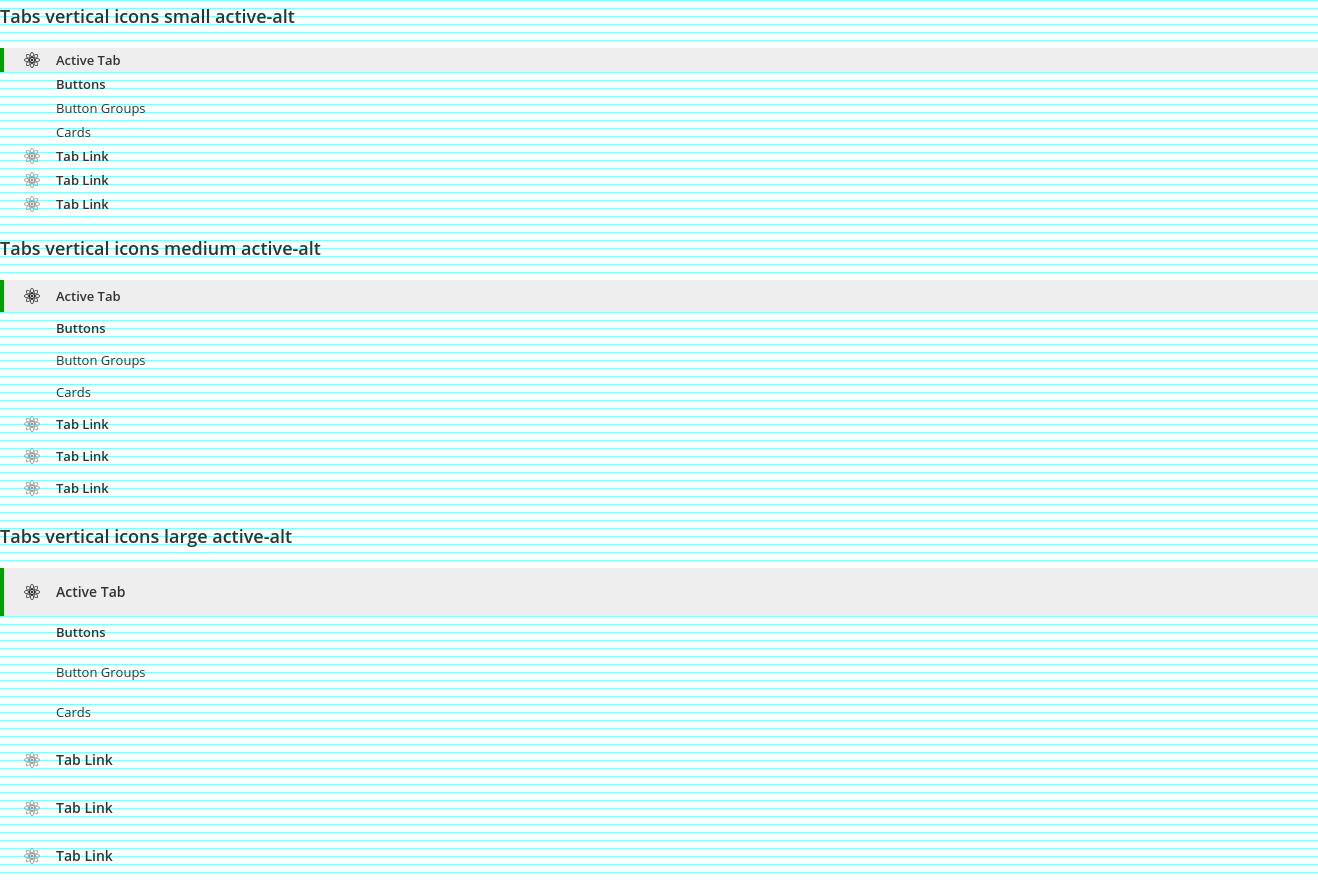 Tabs vertical icons small active-alt
Active Tab
Buttons
Button Groups
Cards
Tab Link
Tab Link
Tab Link
Tabs vertical icons medium active-alt
Active Tab
Buttons
Button Groups
Cards
Tab Link
Tab Link
Tab Link
Tabs vertical icons large active-alt
Active Tab
Buttons
Button Groups
Cards
Tab Link
Tab Link
Tab Link